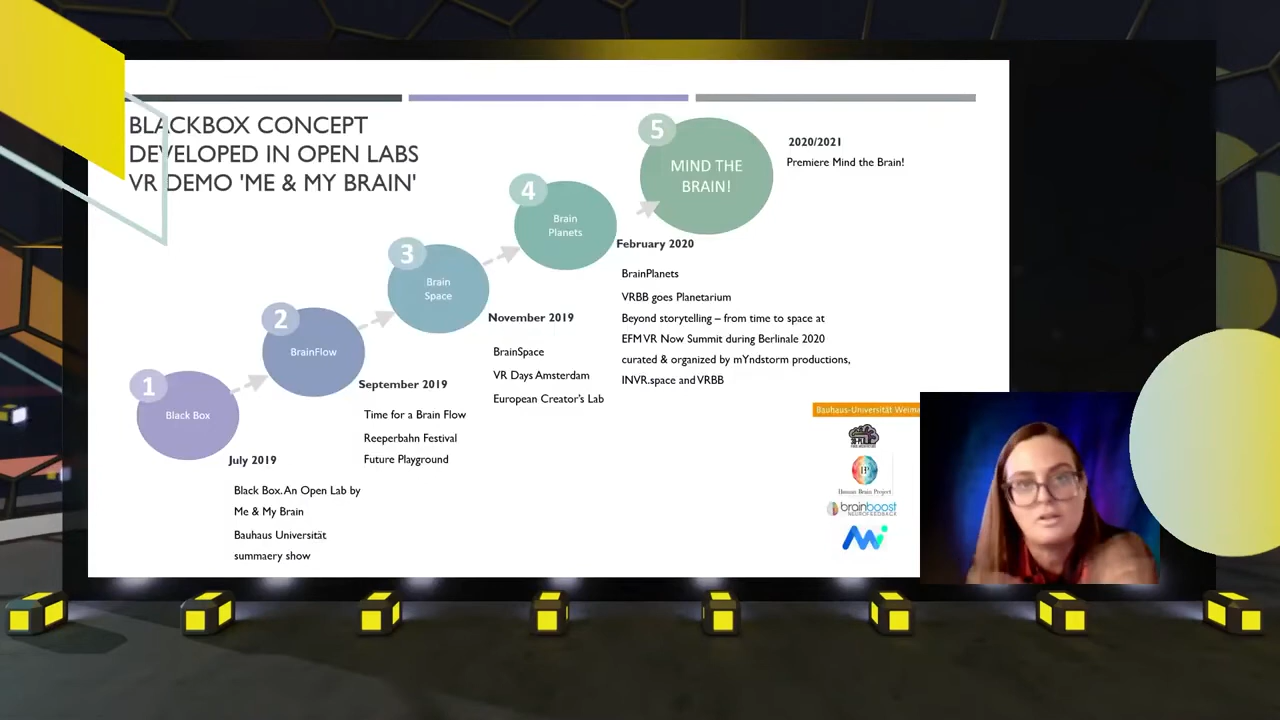 BLACKBOX CONCEPT
DEVELOPED IN OPEN LABS
VR DEMO 'ME & MY BRAIN'
1
Black Box
July 2019
Black Box. An Open Lab by
Me & My Brain
Bauhaus Universität
summaery show
2
BrainFlow
September 2019
Time for a Brain Flow
Reeperbahn Festival
Future Playground
3
Brain
Space
November 2019
BrainSpace
VR Days Amsterdam
European Creator's Lab
4
Brain
Planets
February 2020
BrainPlanets
VRBB goes Planetarium
Beyond storytelling – from time to space at
EFM VR Now Summit during Berlinale 2020
curated & organized by mYndstorm productions,
INVR.space and VRBB
5
MIND THE
BRAIN!
2020/2021
Premiere Mind the Brain!
Bauhaus-Universität Weima
Human Brain Project
brainboost
NEUROFEEDBACK